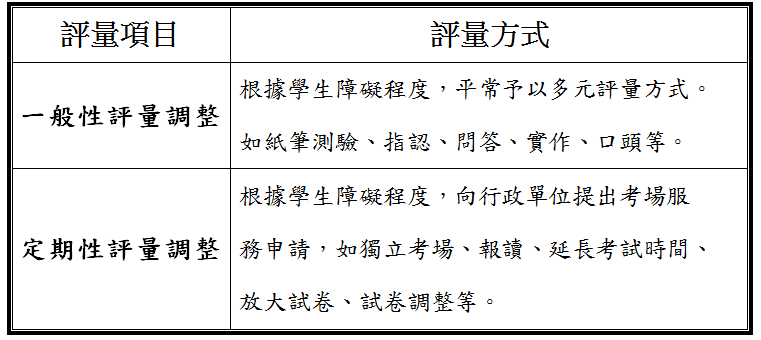 評量項目 評量方式
一般性評量調整
根據學生障礙程度，平常予以多元評量方式。
如紙筆測驗、指認、問答、實作、口頭等。
定期性評量調整
根據學生障礙程度，向行政單位提出考場服
務申請，如獨立考場、報讀、延長考試時間、
放大試卷、試卷調整等。